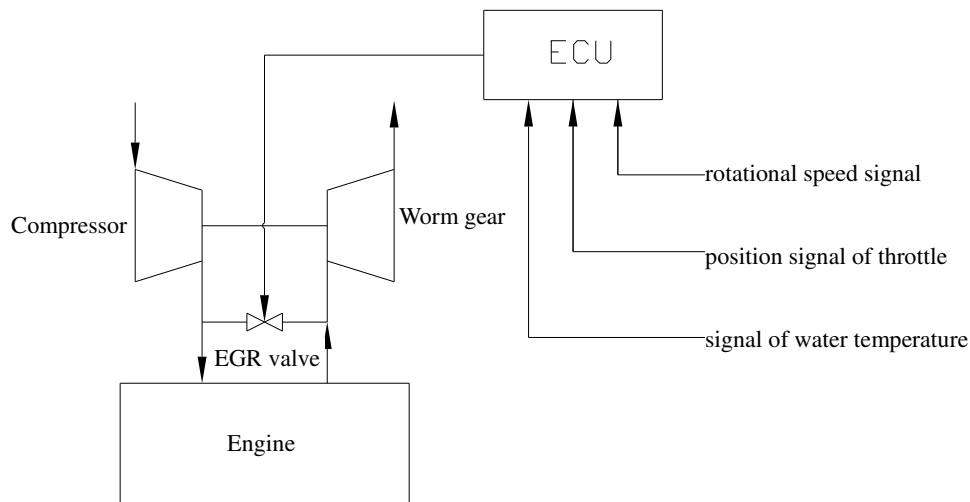 ECU
rotational speed signal
Compressor
Worm gear
position signal of throttle
signal of water temperature
EGR valve
Engine